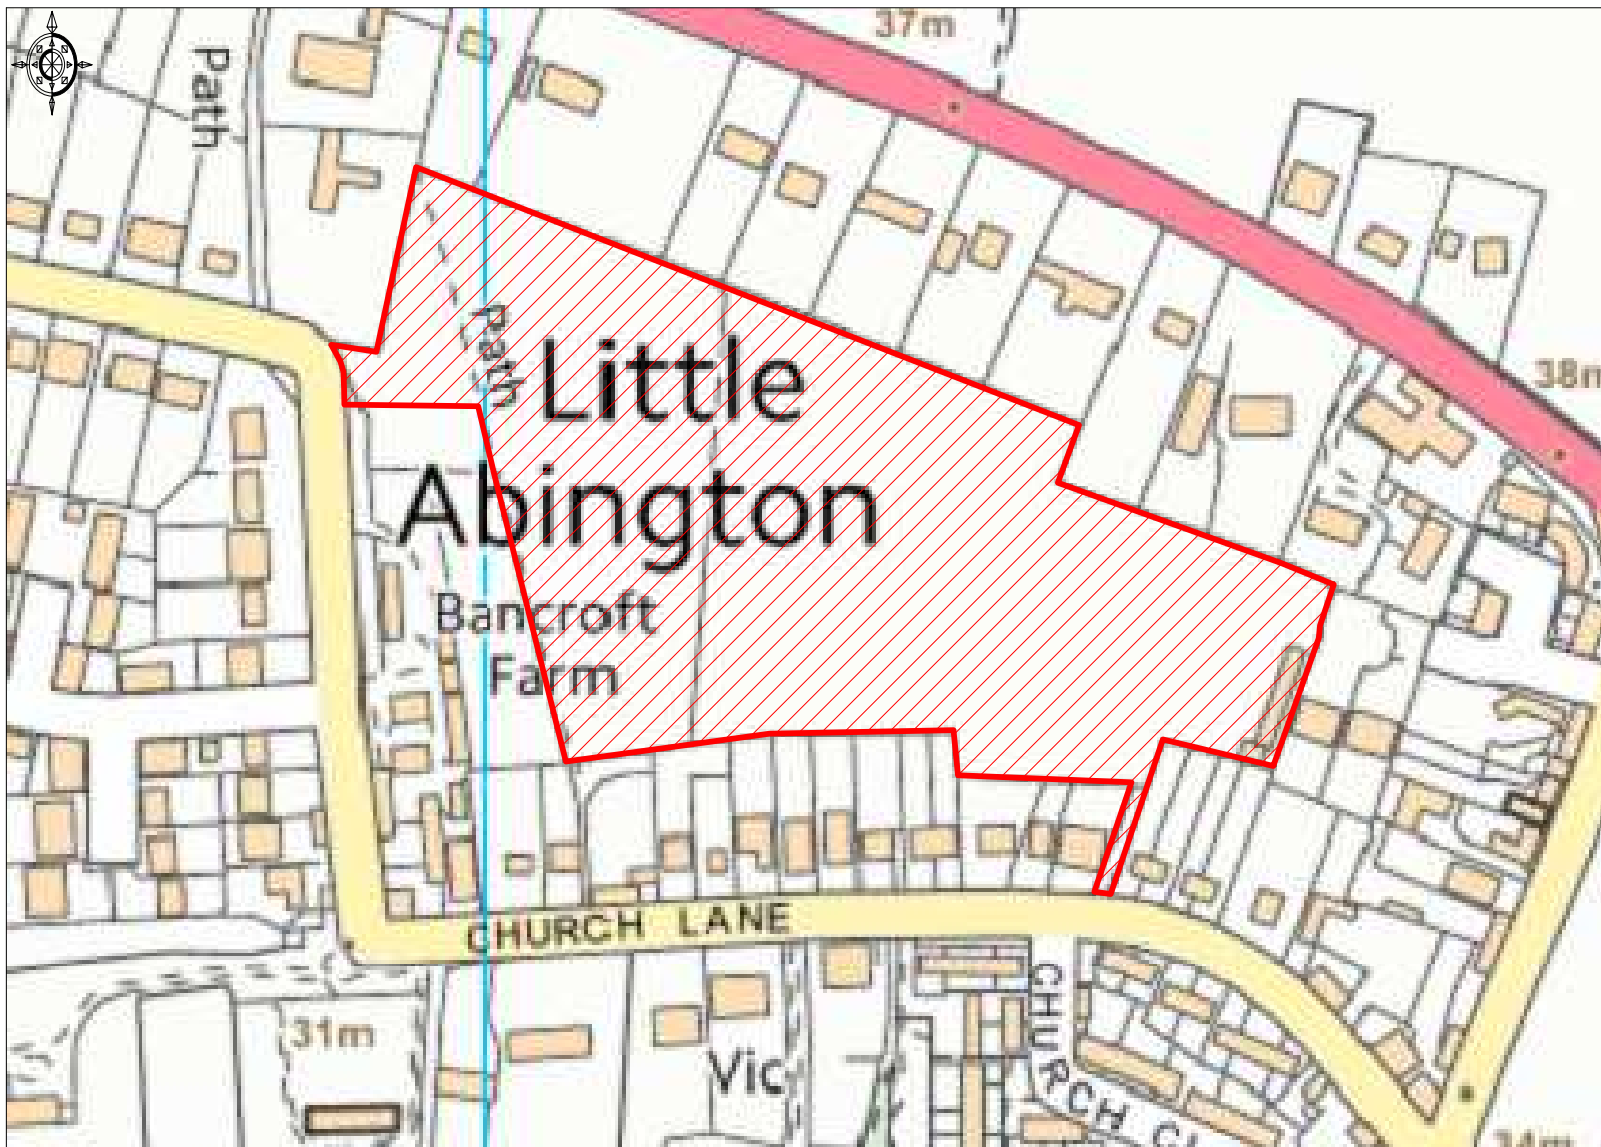 37m
Path
38m
Path
Little
Abington
Bancroft
Farm
CHURCH LANE
31m
Vic
CHURCH